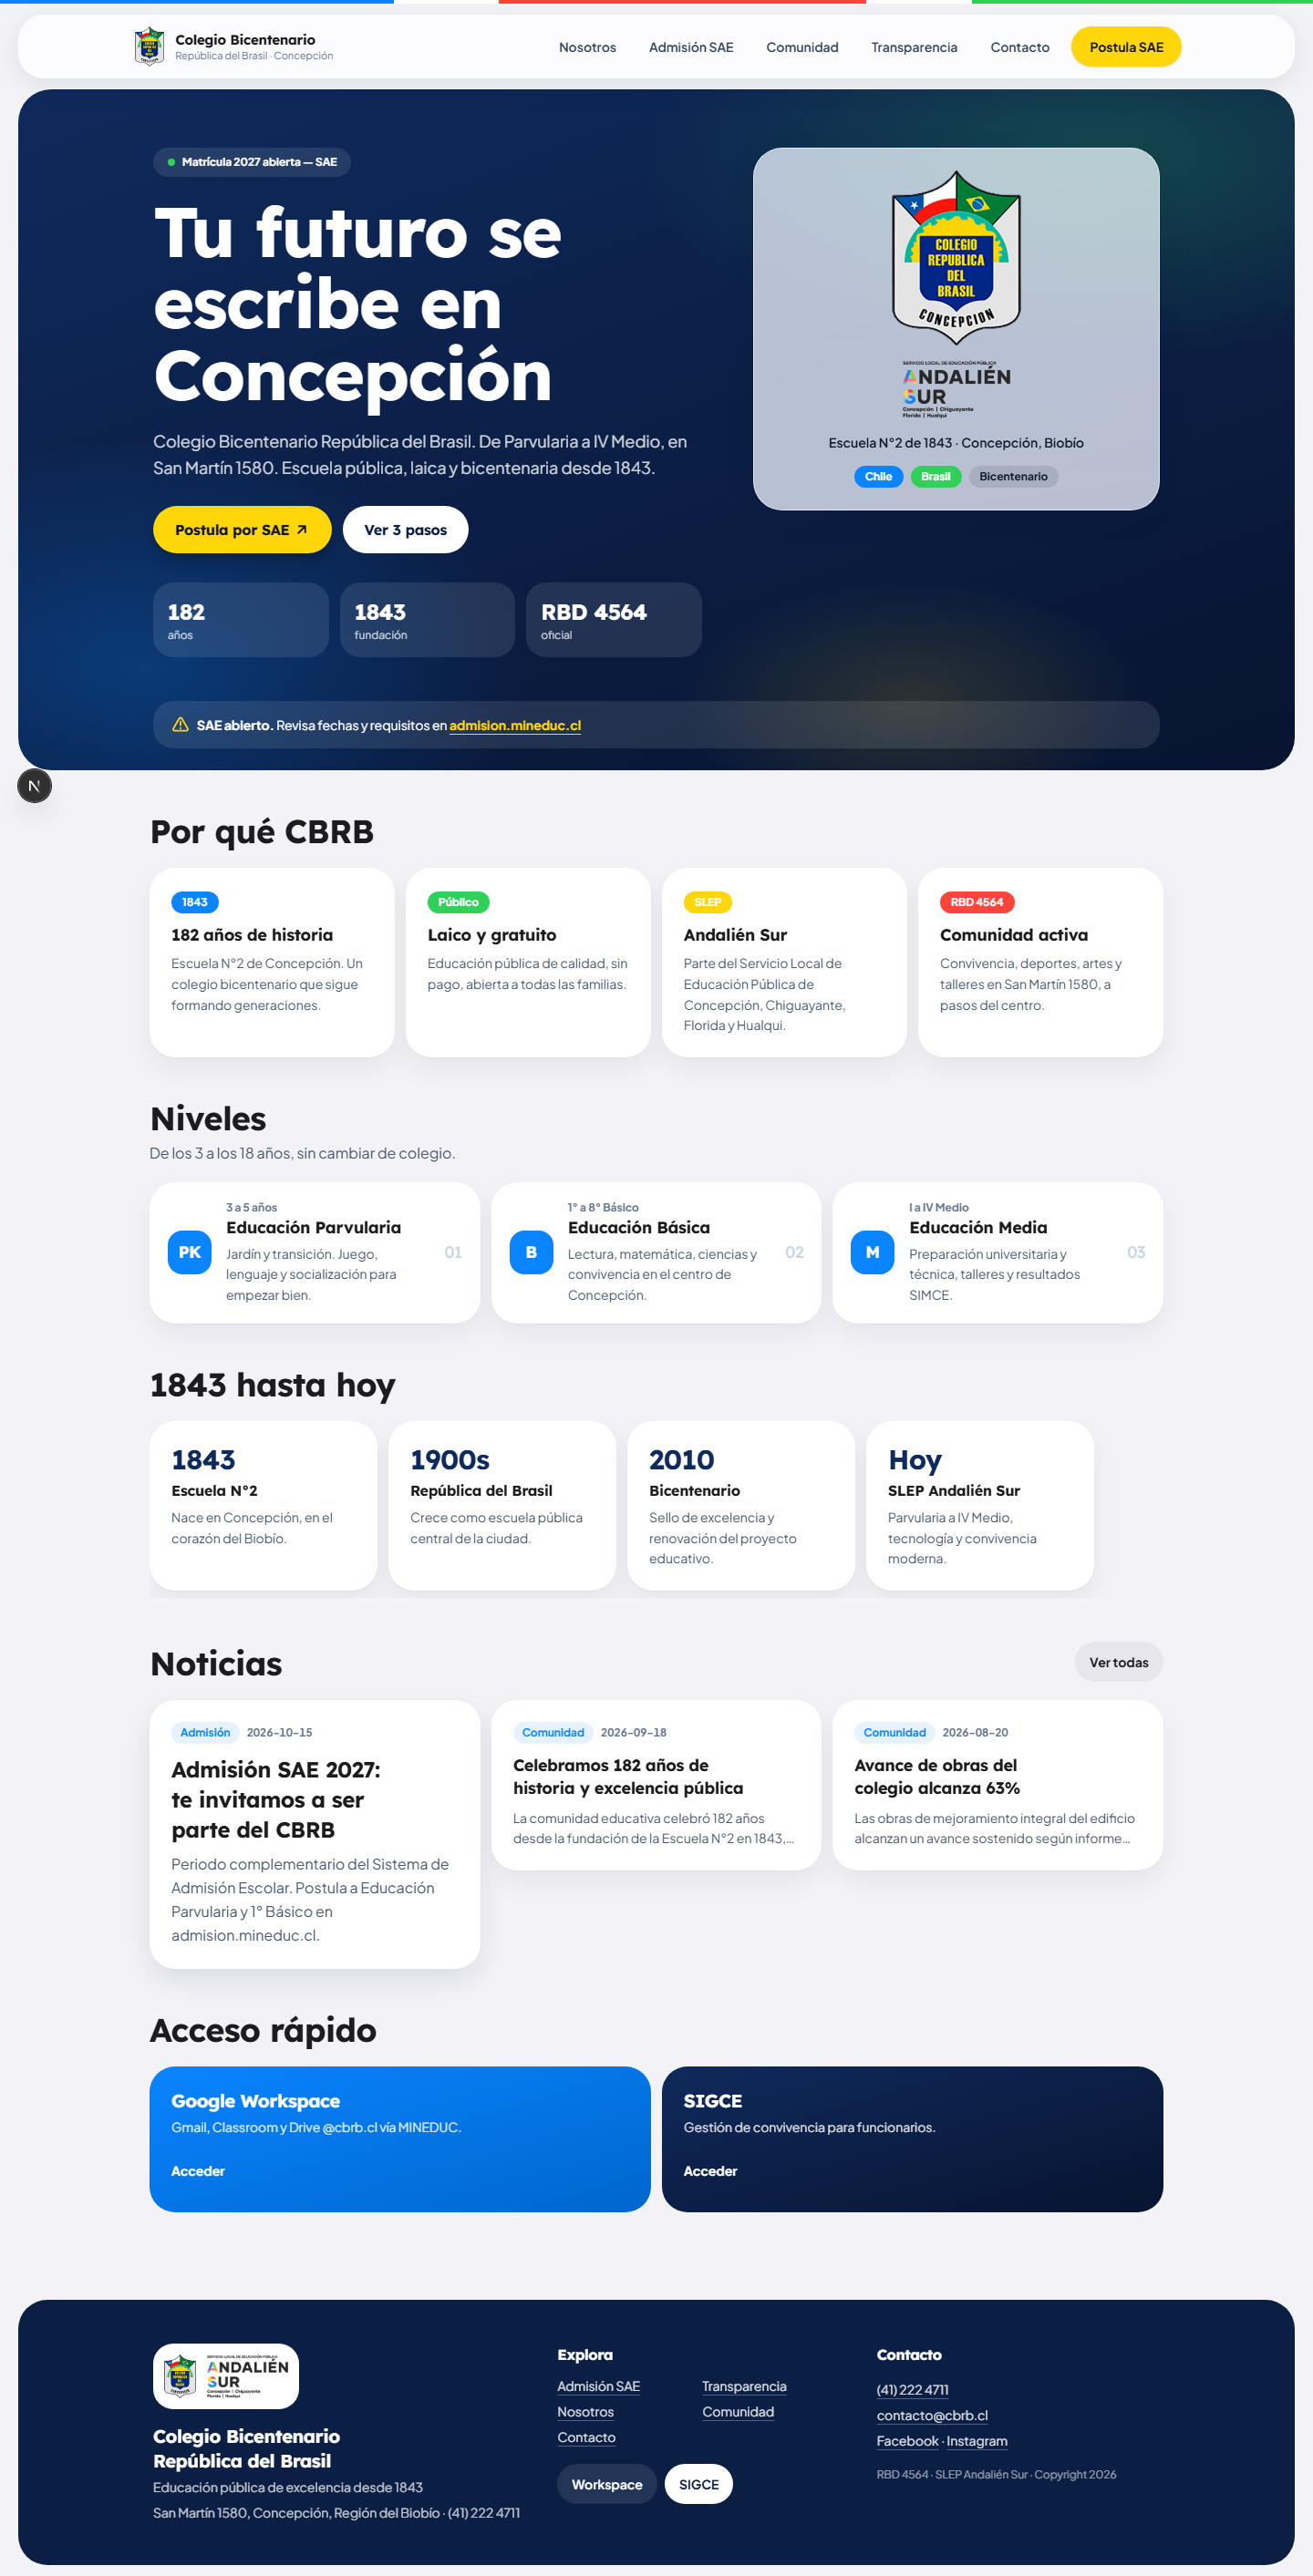 Colegio Bicentenario
República del Brasil · Concepción
Nosotros
Admisión SAE
Comunidad
Transparencia
Contacto
Postula SAE
Matrícula 2027 abierta — SAE
Tu futuro se
escribe en
Concepción
Colegio Bicentenario República del Brasil. De Parvularia a IV Medio, en
San Martín 1580. Escuela pública, laica y bicentenaria desde 1843.
Postula por SAE
Ver 3 pasos
182
años
1843
fundación
RBD 4564
oficial
COLEGIO
REPUBLICA
DEL
BRASIL
CONCEPCION
SERVICIO LOCAL DE EDUCACIÓN PÚBLICA
ANDALIÉN
SUR
Concepción | Chiguayante
Florida | Hualqui
Escuela N°2 de 1843 · Concepción, Biobío
Chile
Brasil
Bicentenario
SAE abierto. Revisa fechas y requisitos en admision.mineduc.cl
N
Por qué CBRB
1843
182 años de historia
Escuela N°2 de Concepción. Un
colegio bicentenario que sigue
formando generaciones.
Público
Laico y gratuito
Educación pública de calidad, sin
pago, abierta a todas las familias.
SLEP
Andalién Sur
Parte del Servicio Local de
Educación Pública de
Concepción, Chiguayante,
Florida y Hualqui.
RBD 4564
Comunidad activa
Convivencia, deportes, artes y
talleres en San Martín 1580, a
pasos del centro.
Niveles
De los 3 a los 18 años, sin cambiar de colegio.
PK
3 a 5 años
Educación Parvularia
Jardín y transición. Juego,
lenguaje y socialización para
empezar bien.
01
B
1° a 8° Básico
Educación Básica
Lectura, matemática, ciencias y
convivencia en el centro de
Concepción.
02
M
I a IV Medio
Educación Media
Preparación universitaria y
técnica, talleres y resultados
SIMCE.
03
1843 hasta hoy
1843
Escuela N°2
Nace en Concepción, en el
corazón del Biobío.
1900s
República del Brasil
Crece como escuela pública
central de la ciudad.
2010
Bicentenario
Sello de excelencia y
renovación del proyecto
educativo.
Hoy
SLEP Andalién Sur
Parvularia a IV Medio,
tecnología y convivencia
moderna.
Noticias
Ver todas
Admisión 2026-10-15
Admisión SAE 2027:
te invitamos a ser
parte del CBRB
Periodo complementario del Sistema de
Admisión Escolar. Postula a Educación
Parvularia y 1° Básico en
admision.mineduc.cl.
Comunidad 2026-09-18
Celebramos 182 años de
historia y excelencia pública
La comunidad educativa celebró 182 años
desde la fundación de la Escuela N°2 en 1843,...
Comunidad 2026-08-20
Avance de obras del
colegio alcanza 63%
Las obras de mejoramiento integral del edificio
alcanzan un avance sostenido según informe...
Acceso rápido
Google Workspace
Gmail, Classroom y Drive @cbrb.cl vía MINEDUC.
Acceder
SIGCE
Gestión de convivencia para funcionarios.
Acceder
ANDALIÉN
SUR
Concepción | Chiguayante
Florida | Hualqui
Colegio Bicentenario
República del Brasil
Educación pública de excelencia desde 1843
San Martín 1580, Concepción, Región del Biobío · (41) 222 4711
Explora
Admisión SAE
Transparencia
Nosotros
Comunidad
Contacto
Workspace
SIGCE
Contacto
(41) 222 4711
contacto@cbrb.cl
Facebook · Instagram
RBD 4564 · SLEP Andalién Sur · Copyright 2026